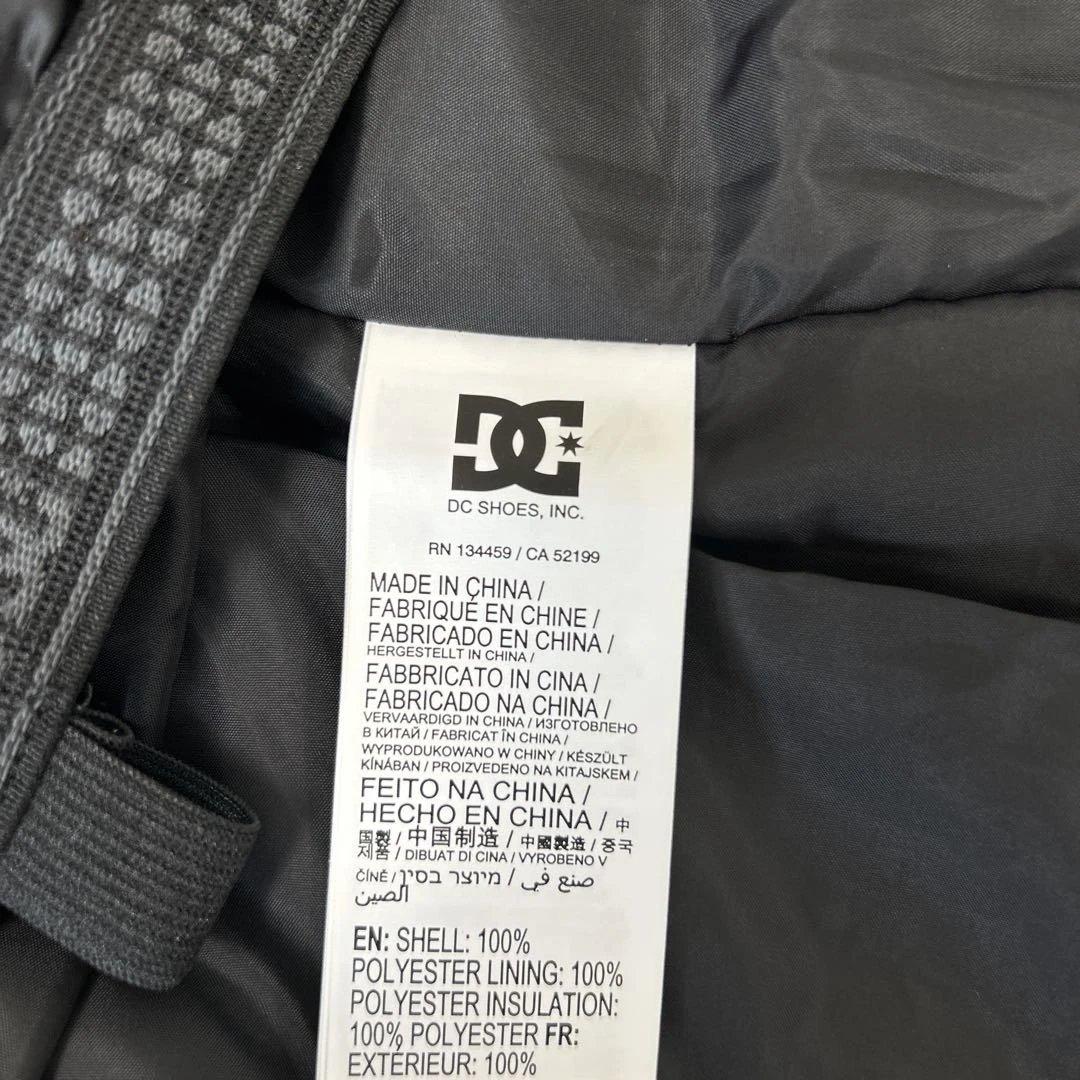 DC
DC SHOES, INC.
RN 134459 / CA 52199
MADE IN CHINA /
FABRIQUÉ EN CHINE /
FABRICADO EN CHINA /
HERGESTELLT IN CHINA /
FABBRICATO IN CINA /
FABRICADO NA CHINA /
VERVAARDIGD IN CHINA / ИЗГОТОВЛЕНО
В КИТАЙ / FABRICAT ÎN CHINA /
WYPRODUKOWANO W CHINY / KÉSZÜLT
KÍNÁBAN / PROIZVEDENO NA KITAJSKEM /
FEITO NA CHINA /
HECHO EN CHINA / 中
国製 / 中国制造 / 中國製造 / 중국
제품 / DIBUAT DI CINA / VYROBENO V
ČÍNĚ / מיוצר בסין / صنع في
الصين
EN: SHELL: 100%
POLYESTER LINING: 100%
POLYESTER INSULATION:
100% POLYESTER FR:
EXTÉRIEUR: 100%